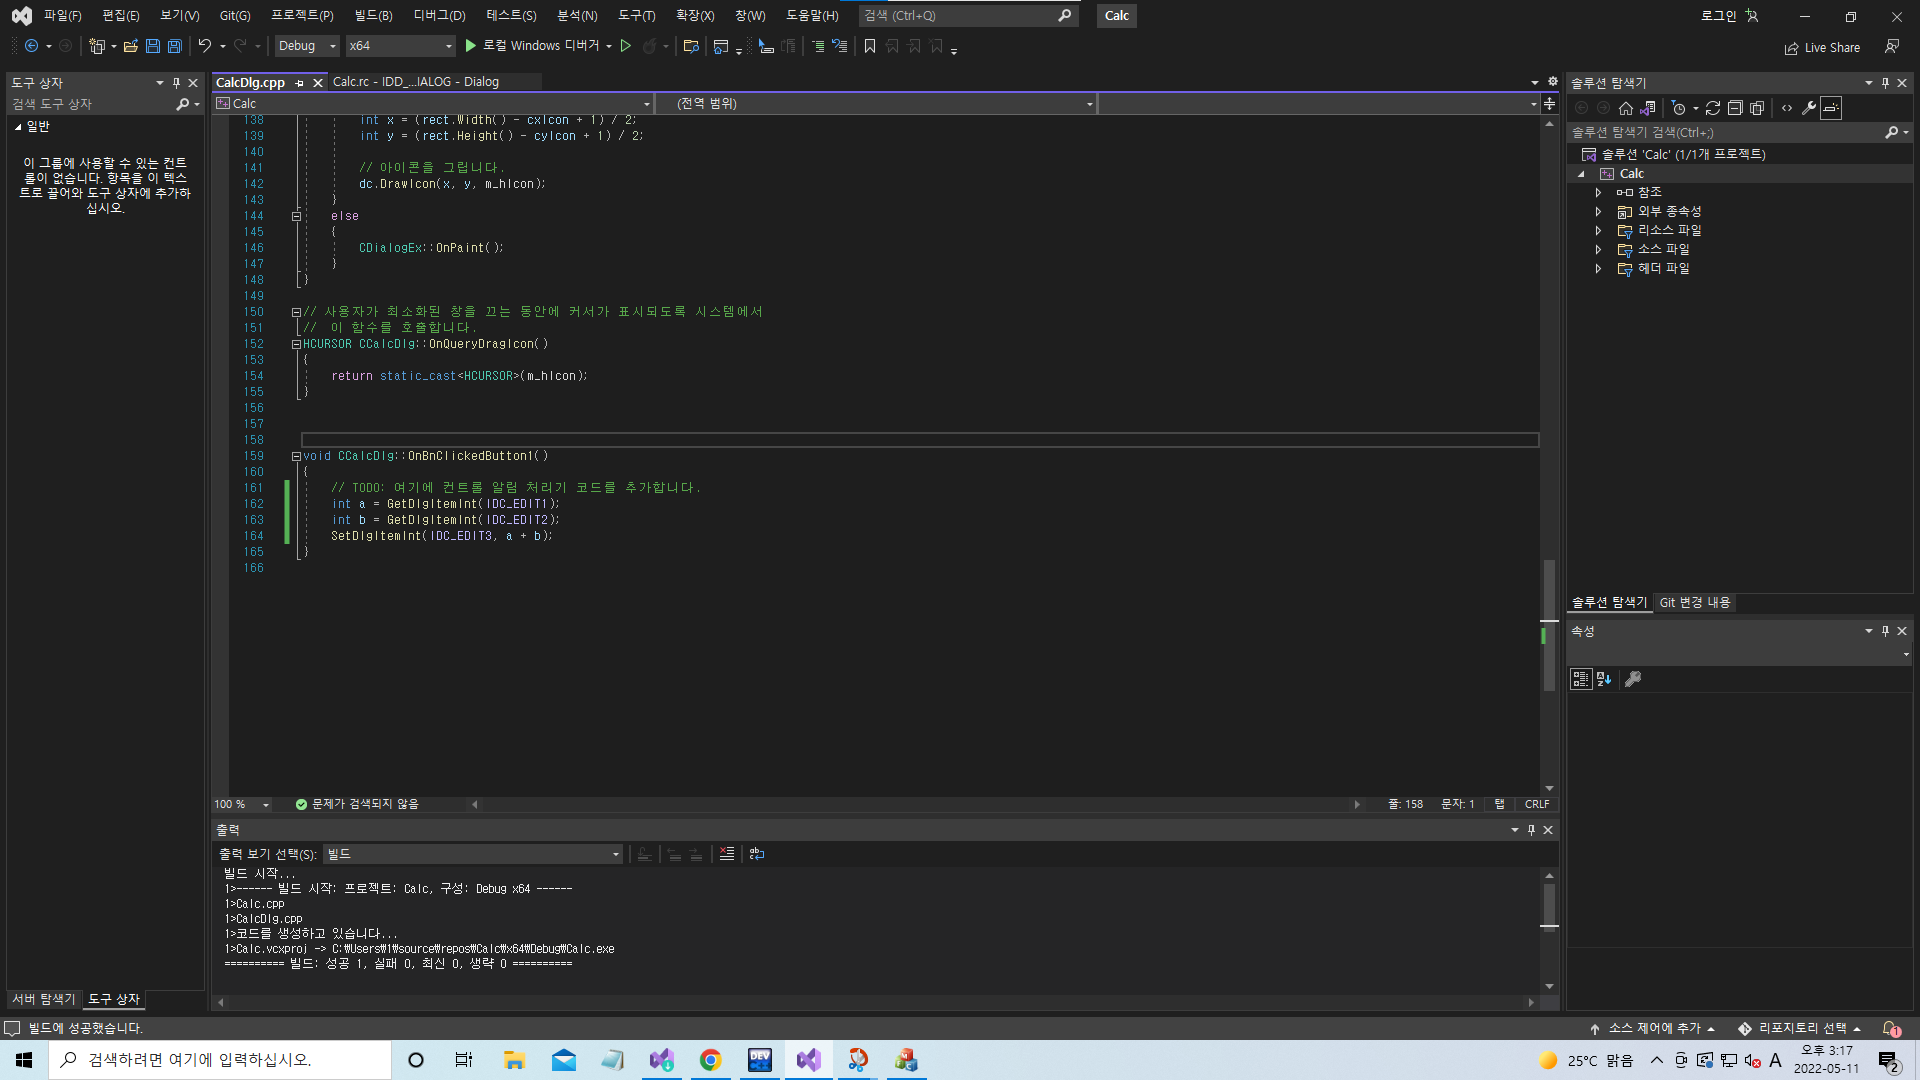 파일(F) 편집(E) 보기(V) Git(G) 프로젝트(P) 빌드(B) 디버그(D) 테스트(S) 분석(N) 도구(T) 확장(X) 창(W) 도움말(H) 검색 (Ctrl+Q) Calc 로그인
Debug x64 로컬 Windows 디버거 Live Share
도구 상자
검색 도구 상자
일반
이 그룹에 사용할 수 있는 컨트
롤이 없습니다. 항목을 이 텍스
트로 끌어와 도구 상자에 추가하
십시오.
서버 탐색기 도구 상자
CalcDlg.cpp Calc.rc - IDD_...IALOG - Dialog
Calc (전역 범위)
138 int x = (rect.Width() - cxIcon + 1) / 2;
139 int y = (rect.Height() - cyIcon + 1) / 2;
140
141 // 아이콘을 그립니다.
142 dc.DrawIcon(x, y, m_hIcon);
143 }
144 else
145 {
146 CDialogEx::OnPaint();
147 }
148 }
149
150 // 사용자가 최소화된 창을 끄는 동안에 커서가 표시되도록 시스템에서
151 //  이 함수를 호출합니다.
152 HCURSOR CCalcDlg::OnQueryDragIcon()
153 {
154 return static_cast<HCURSOR>(m_hIcon);
155 }
156
157
158
159 void CCalcDlg::OnBnClickedButton1()
160 {
161 // TODO: 여기에 컨트롤 알림 처리기 코드를 추가합니다.
162 int a = GetDlgItemInt(IDC_EDIT1);
163 int b = GetDlgItemInt(IDC_EDIT2);
164 SetDlgItemInt(IDC_EDIT3, a + b);
165 }
166
100 % 문제가 검색되지 않음 줄: 158 문자: 1 탭 CRLF
출력
출력 보기 선택(S): 빌드
빌드 시작...
1>------ 빌드 시작: 프로젝트: Calc, 구성: Debug x64 ------
1>Calc.cpp
1>CalcDlg.cpp
1>코드를 생성하고 있습니다...
1>Calc.vcxproj -> C:\Users\1\source\repos\Calc\x64\Debug\Calc.exe
========== 빌드: 성공 1, 실패 0, 최신 0, 생략 0 ==========
솔루션 탐색기
솔루션 탐색기 검색(Ctrl+;)
솔루션 'Calc' (1/1개 프로젝트)
Calc
참조
외부 종속성
리소스 파일
소스 파일
헤더 파일
솔루션 탐색기 Git 변경 내용
속성
빌드에 성공했습니다. 소스 제어에 추가 리포지토리 선택 1
검색하려면 여기에 입력하십시오. DEV 25°C 맑음 A 오후 3:17
2022-05-11 2